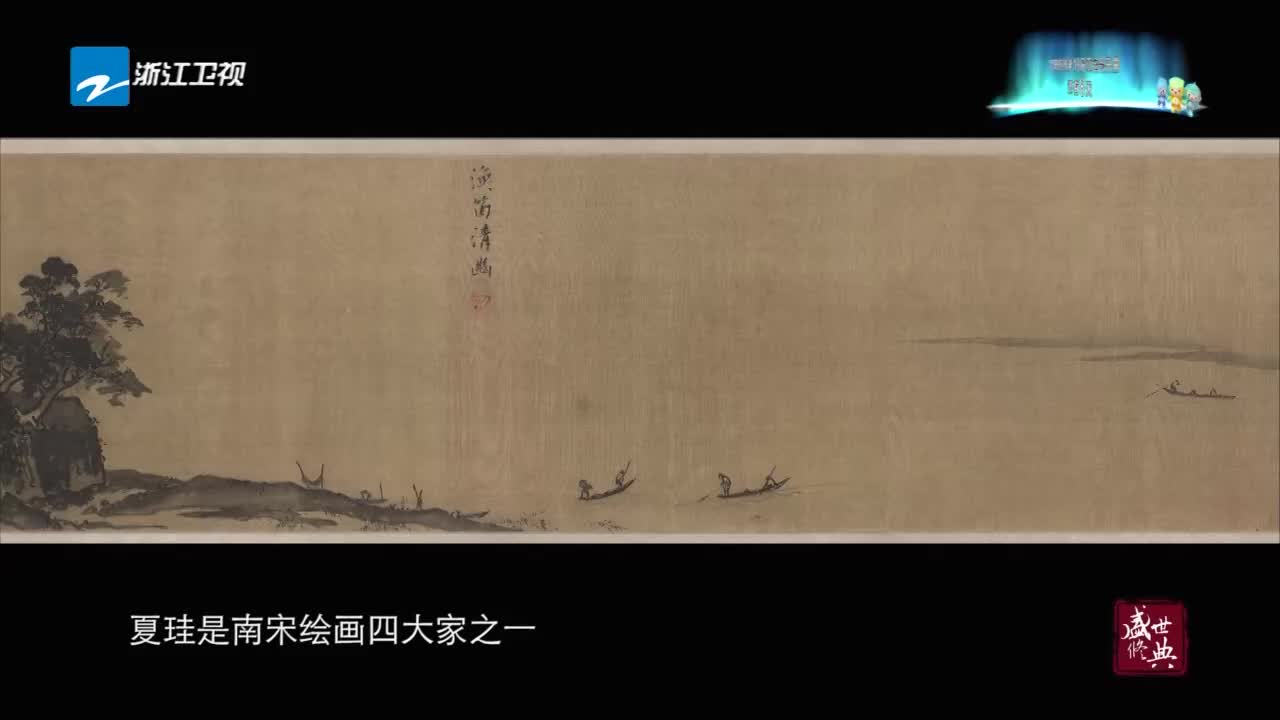 浙江卫视
渔笛清幽
夏珪是南宋绘画四大家之一
盛世修典